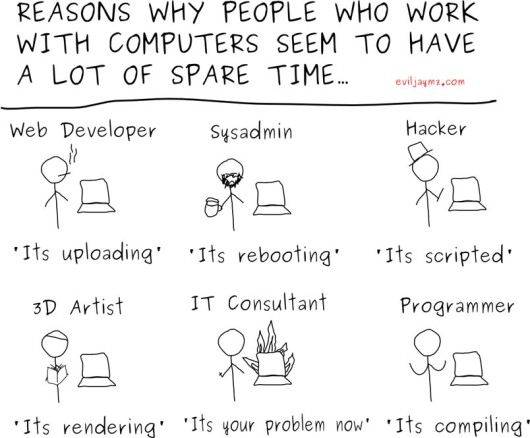 REASONS WHY PEOPLE WHO WORK
WITH COMPUTERS SEEM TO HAVE
A LOT OF SPARE TIME...
eviljaymz.com
Web Developer
Sysadmin
Hacker
'Its uploading'
'Its rebooting'
'Its scripted'
3D Artist
IT Consultant
Programmer
'Its rendering'
'Its your problem now'
'Its compiling'